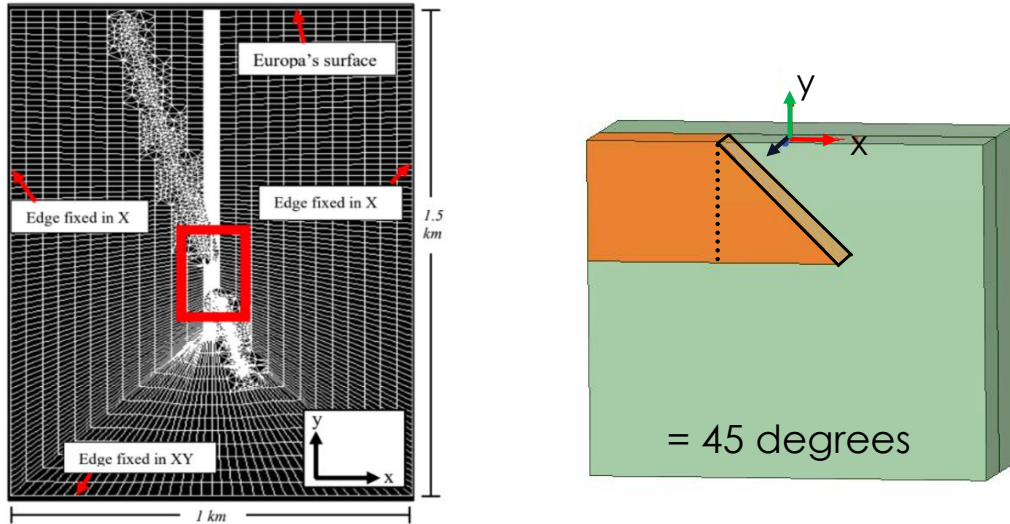 Europa's surface
Edge fixed in X
Edge fixed in X
1.5
km
Edge fixed in XY
y
x
1 km
y
x
= 45 degrees